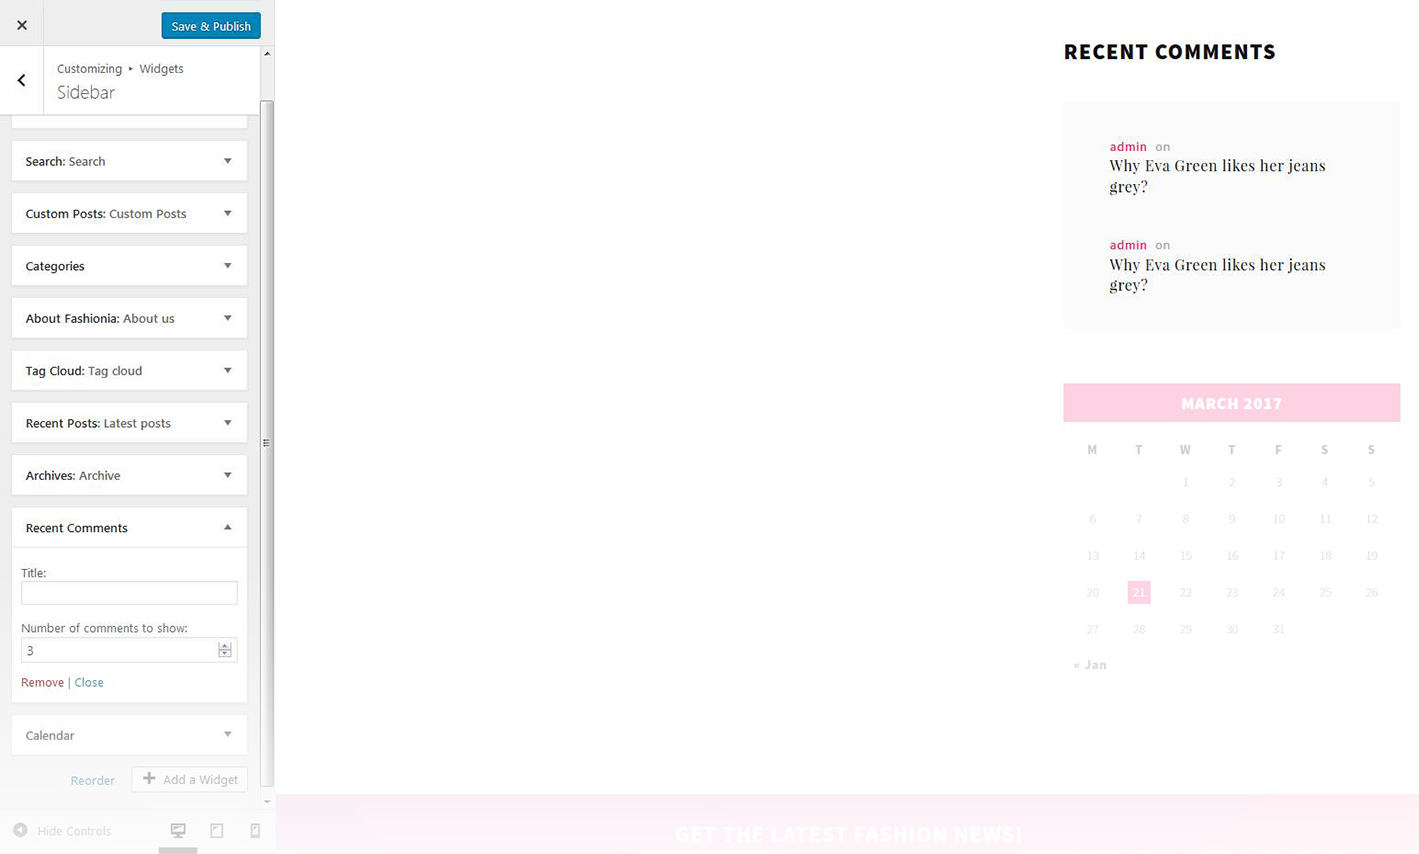 Save & Publish
Customizing ▸ Widgets
Sidebar
Search: Search
Custom Posts: Custom Posts
Categories
About Fashionia: About us
Tag Cloud: Tag cloud
Recent Posts: Latest posts
Archives: Archive
Recent Comments
Title:
Number of comments to show:
3
Remove | Close
Calendar
Reorder
Add a Widget
Hide Controls
RECENT COMMENTS
admin on
Why Eva Green likes her jeans
grey?
admin on
Why Eva Green likes her jeans
grey?
MARCH 2017
M T W T F S S
1 2 3 4 5
6 7 8 9 10 11 12
13 14 15 16 17 18 19
20 21 22 23 24 25 26
27 28 29 30 31
« Jan
GET THE LATEST FASHION NEWS!